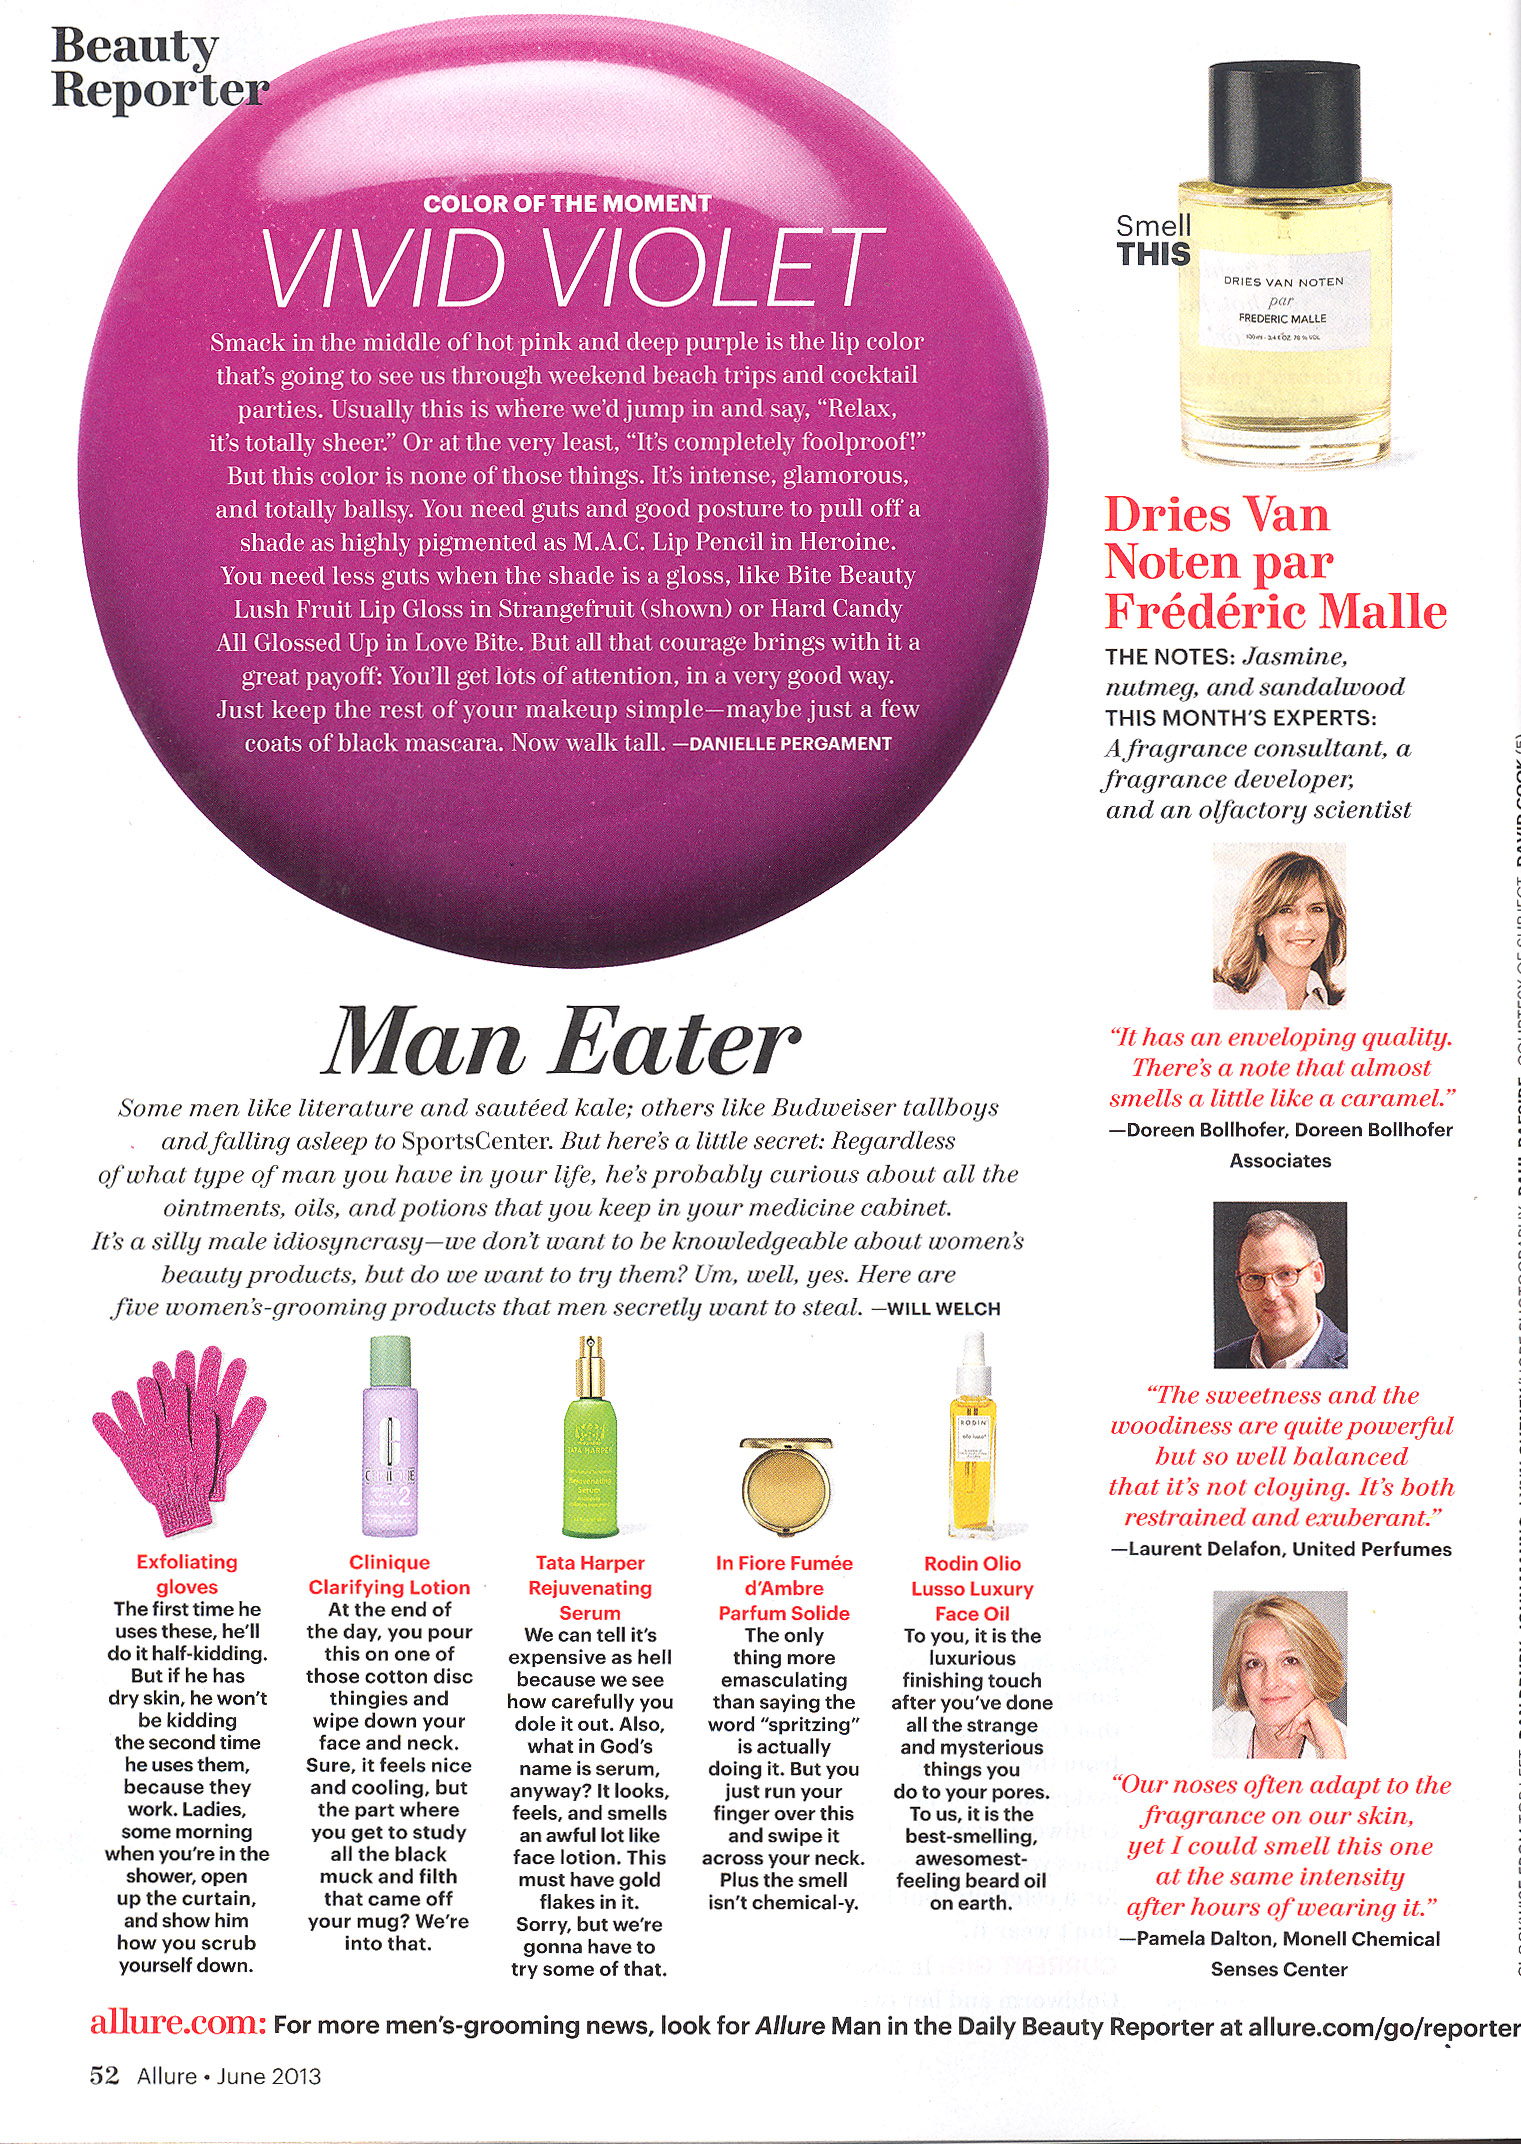 Beauty
Reporter
COLOR OF THE MOMENT
VIVID VIOLET
Smack in the middle of hot pink and deep purple is the lip color
that's going to see us through weekend beach trips and cocktail
parties. Usually this is where we'd jump in and say, “Relax,
it's totally sheer.” Or at the very least, “It's completely foolproof!”
But this color is none of those things. It's intense, glamorous,
and totally ballsy. You need guts and good posture to pull off a
shade as highly pigmented as M.A.C. Lip Pencil in Heroine.
You need less guts when the shade is a gloss, like Bite Beauty
Lush Fruit Lip Gloss in Strangefruit (shown) or Hard Candy
All Glossed Up in Love Bite. But all that courage brings with it a
great payoff: You'll get lots of attention, in a very good way.
Just keep the rest of your makeup simple—maybe just a few
coats of black mascara. Now walk tall. —DANIELLE PERGAMENT
Smell
THIS
DRIES VAN NOTEN
par
FREDERIC MALLE
Dries Van
Noten par
Frédéric Malle
THE NOTES: Jasmine,
nutmeg, and sandalwood
THIS MONTH'S EXPERTS:
A fragrance consultant, a
fragrance developer,
and an olfactory scientist
“It has an enveloping quality.
There's a note that almost
smells a little like a caramel.”
—Doreen Bollhofer, Doreen Bollhofer
Associates
“The sweetness and the
woodiness are quite powerful
but so well balanced
that it's not cloying. It's both
restrained and exuberant.”
—Laurent Delafon, United Perfumes
“Our noses often adapt to the
fragrance on our skin,
yet I could smell this one
at the same intensity
after hours of wearing it.”
—Pamela Dalton, Monell Chemical
Senses Center
Man Eater
Some men like literature and sautéed kale; others like Budweiser tallboys
and falling asleep to SportsCenter. But here's a little secret: Regardless
of what type of man you have in your life, he's probably curious about all the
ointments, oils, and potions that you keep in your medicine cabinet.
It's a silly male idiosyncrasy—we don't want to be knowledgeable about women's
beauty products, but do we want to try them? Um, well, yes. Here are
five women's-grooming products that men secretly want to steal. —WILL WELCH
CLINIQUE
2
TATA HARPER
Rejuvenating
Serum
RODIN
Exfoliating
gloves
The first time he
uses these, he'll
do it half-kidding.
But if he has
dry skin, he won't
be kidding
the second time
he uses them,
because they
work. Ladies,
some morning
when you're in the
shower, open
up the curtain,
and show him
how you scrub
yourself down.
Clinique
Clarifying Lotion
At the end of
the day, you pour
this on one of
those cotton disc
thingies and
wipe down your
face and neck.
Sure, it feels nice
and cooling, but
the part where
you get to study
all the black
muck and filth
that came off
your mug? We're
into that.
Tata Harper
Rejuvenating
Serum
We can tell it's
expensive as hell
because we see
how carefully you
dole it out. Also,
what in God's
name is serum,
anyway? It looks,
feels, and smells
an awful lot like
face lotion. This
must have gold
flakes in it.
Sorry, but we're
gonna have to
try some of that.
In Fiore Fumée
d'Ambre
Parfum Solide
The only
thing more
emasculating
than saying the
word “spritzing”
is actually
doing it. But you
just run your
finger over this
and swipe it
across your neck.
Plus the smell
isn't chemical-y.
Rodin Olio
Lusso Luxury
Face Oil
To you, it is the
luxurious
finishing touch
after you've done
all the strange
and mysterious
things you
do to your pores.
To us, it is the
best-smelling,
awesomest-
feeling beard oil
on earth.
allure.com: For more men's-grooming news, look for Allure Man in the Daily Beauty Reporter at allure.com/go/reporter
52 Allure • June 2013